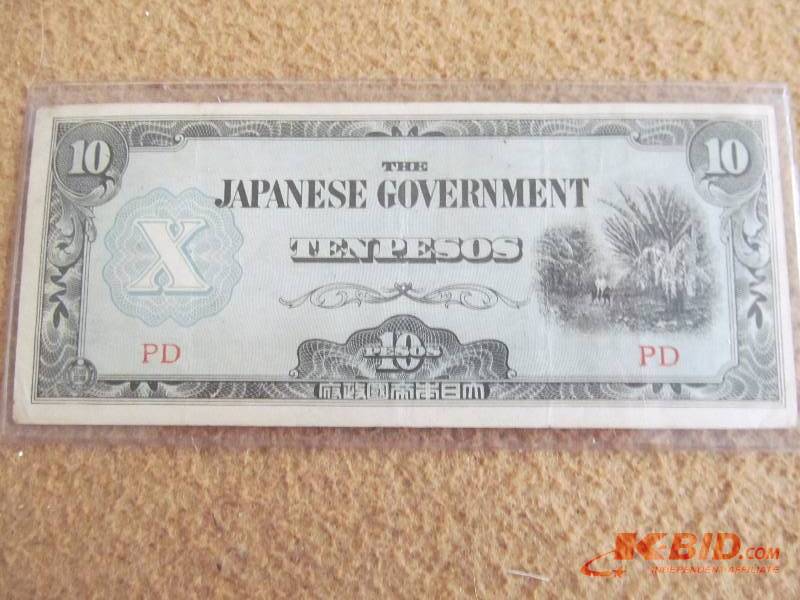 10 10
THE
JAPANESE GOVERNMENT
X
TEN PESOS
10
PESOS
PD PD
大日本帝國政府
K-BID.COM
INDEPENDENT AFFILIATE